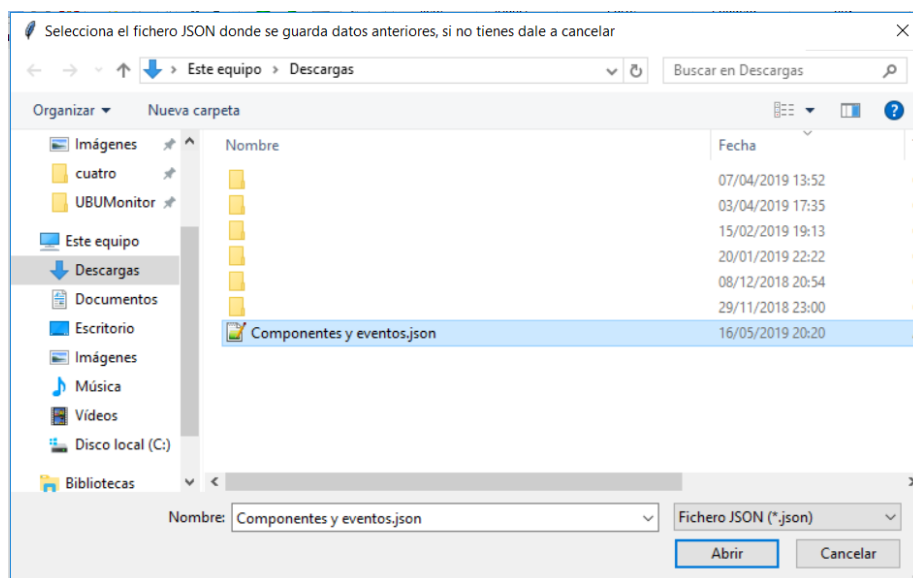 Selecciona el fichero JSON donde se guarda datos anteriores, si no tienes dale a cancelar
Este equipo > Descargas
Buscar en Descargas
Organizar
Nueva carpeta
Imágenes
cuatro
UBUMonitor
Este equipo
Descargas
Documentos
Escritorio
Imágenes
Música
Vídeos
Disco local (C:)
Bibliotecas
Nombre
Fecha
07/04/2019 13:52
03/04/2019 17:35
15/02/2019 19:13
20/01/2019 22:22
08/12/2018 20:54
29/11/2018 23:00
Componentes y eventos.json
16/05/2019 20:20
Nombre: Componentes y eventos.json
Fichero JSON (*.json)
Abrir
Cancelar